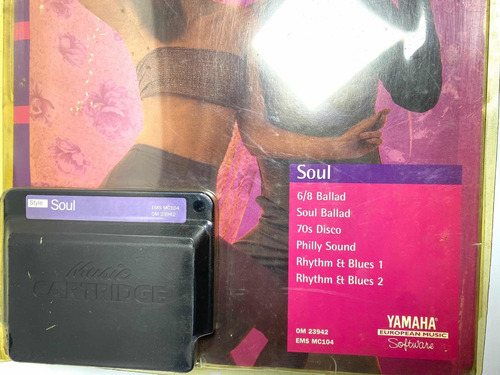 Soul
6/8 Ballad
Soul Ballad
70s Disco
Philly Sound
Rhythm & Blues 1
Rhythm & Blues 2
OM 23942
EMS MC104
YAMAHA
EUROPEAN MUSIC
Software
Style Soul
EMS MC104
OM 23942
Music
CARTRIDGE